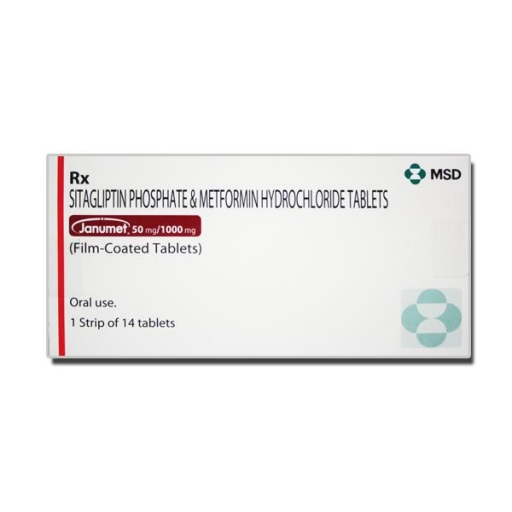 Rx
MSD
SITAGLIPTIN PHOSPHATE & METFORMIN HYDROCHLORIDE TABLETS
Janumet 50 mg/1000 mg
(Film-Coated Tablets)
Oral use.
1 Strip of 14 tablets